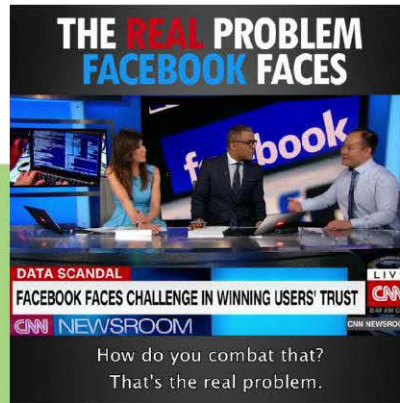 THE REAL PROBLEM
FACEBOOK FACES
facebook
DATA SCANDAL
FACEBOOK FACES CHALLENGE IN WINNING USERS' TRUST
LIVE
CNN
CNN NEWSROOM
CNN NEWSROOM
How do you combat that?
That's the real problem.